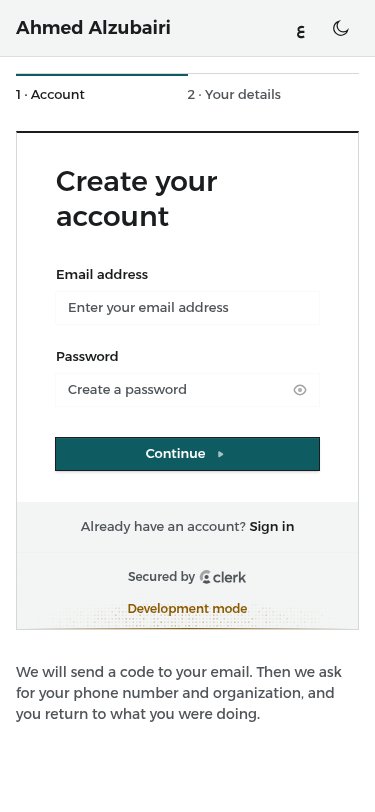 Ahmed Alzubairi
ع
1 · Account
2 · Your details
Create your
account
Email address
Enter your email address
Password
Create a password
Continue
Already have an account? Sign in
Secured by clerk
Development mode
We will send a code to your email. Then we ask
for your phone number and organization, and
you return to what you were doing.